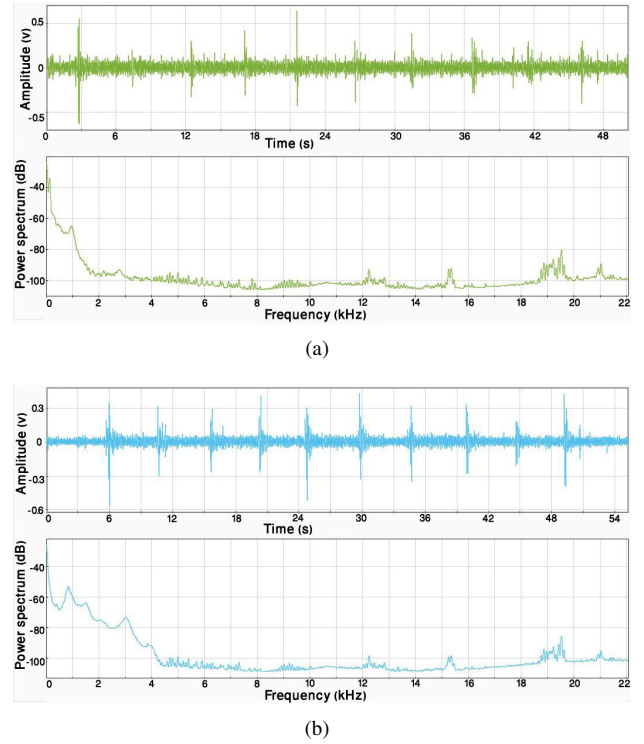 Amplitude (v)
0.5
0
-0.5
0 6 12 18 24 30 36 42 48
Time (s)
Power spectrum (dB)
-40
-60
-80
-100
0 2 4 6 8 10 12 14 16 18 20 22
Frequency (kHz)
(a)
Amplitude (v)
0.3
0
-0.3
-0.6
0 6 12 18 24 30 36 42 48 54
Time (s)
Power spectrum (dB)
-40
-60
-80
-100
0 2 4 6 8 10 12 14 16 18 20 22
Frequency (kHz)
(b)